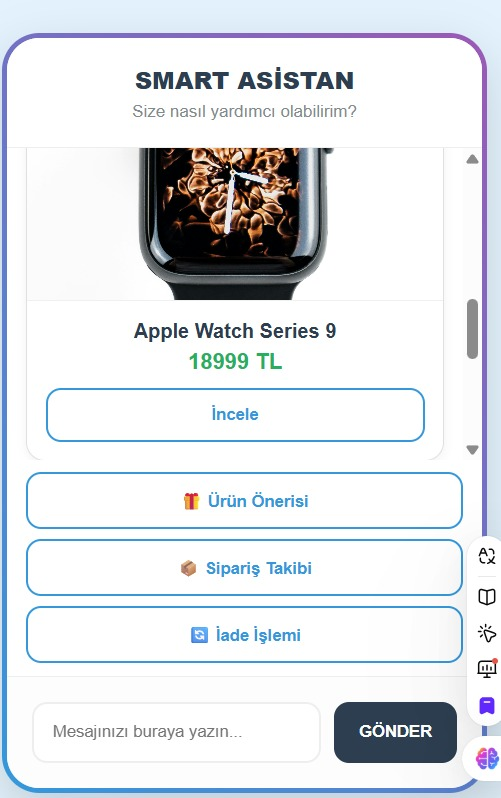 SMART ASİSTAN
Size nasıl yardımcı olabilirim?
Apple Watch Series 9
18999 TL
İncele
Ürün Önerisi
Sipariş Takibi
İade İşlemi
Mesajınızı buraya yazın...
GÖNDER